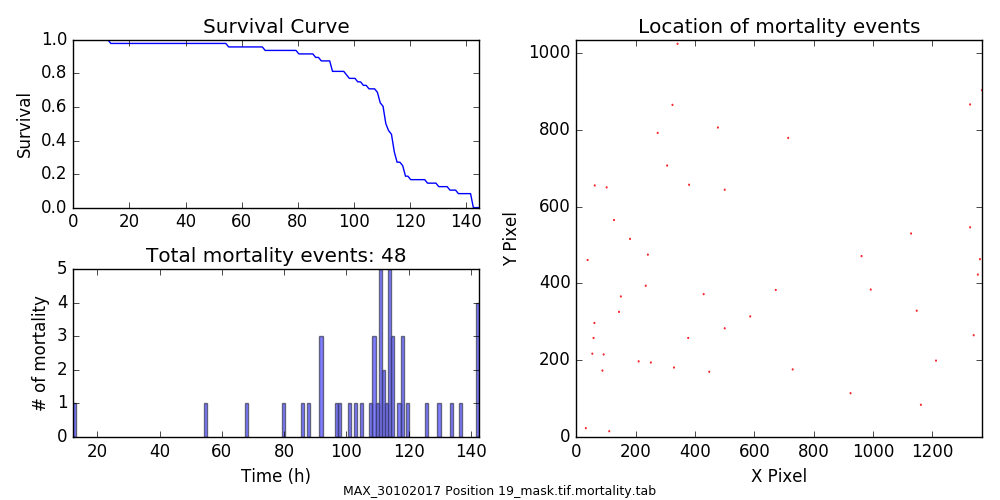 Survival Curve
1.0
0.8
0.6
0.4
0.2
0.0
Survival
0 20 40 60 80 100 120 140
Total mortality events: 48
5
4
3
2
1
0
# of mortality
20 40 60 80 100 120 140
Time (h)
Location of mortality events
1000
800
600
400
200
0
Y Pixel
0 200 400 600 800 1000 1200
X Pixel
MAX_30102017 Position 19_mask.tif.mortality.tab